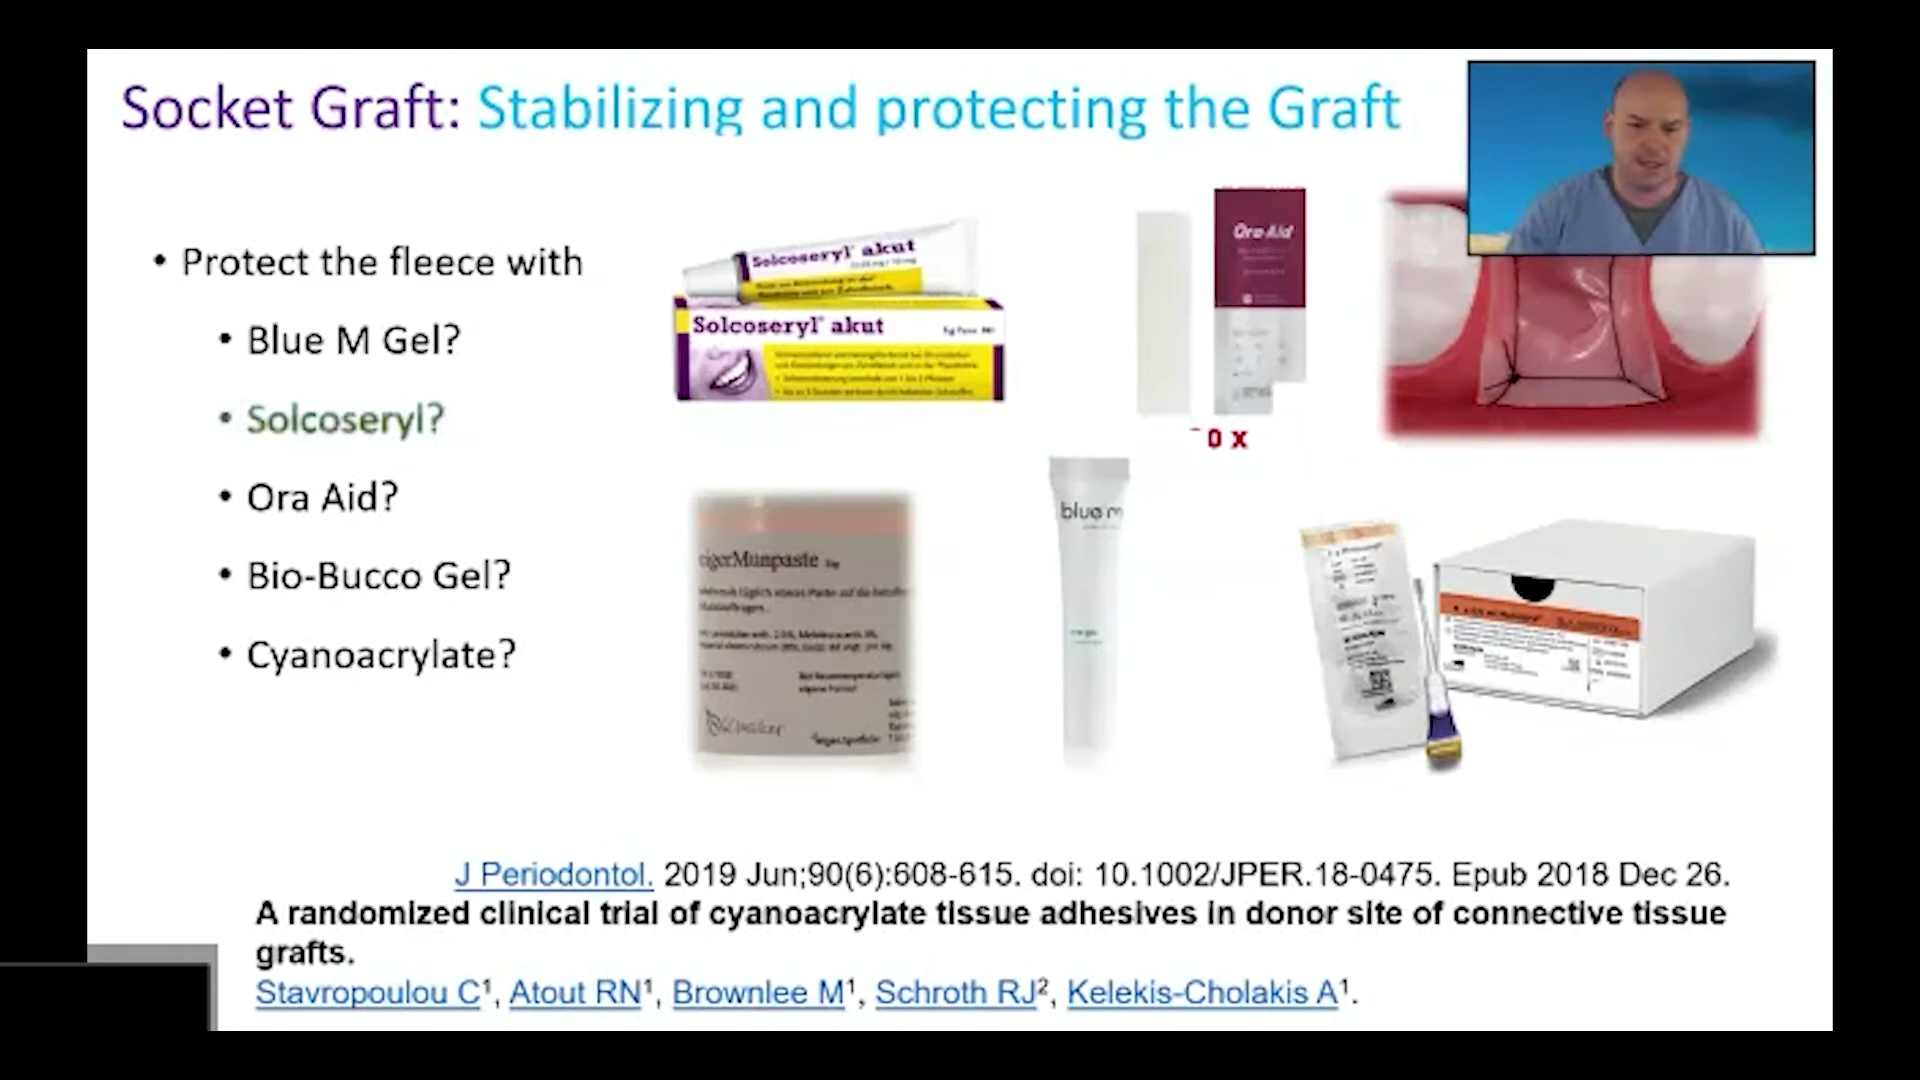 Socket Graft: Stabilizing and protecting the Graft
• Protect the fleece with
• Blue M Gel?
• Solcoseryl?
• Ora Aid?
• Bio-Bucco Gel?
• Cyanoacrylate?
Solcoseryl® akut
Solcoseryl® akut
Ora-Aid
0 x
eigerMunpaste
blue m
J Periodontol. 2019 Jun;90(6):608-615. doi: 10.1002/JPER.18-0475. Epub 2018 Dec 26.
A randomized clinical trial of cyanoacrylate tissue adhesives in donor site of connective tissue
grafts.
Stavropoulou C¹, Atout RN¹, Brownlee M¹, Schroth RJ², Kelekis-Cholakis A¹.